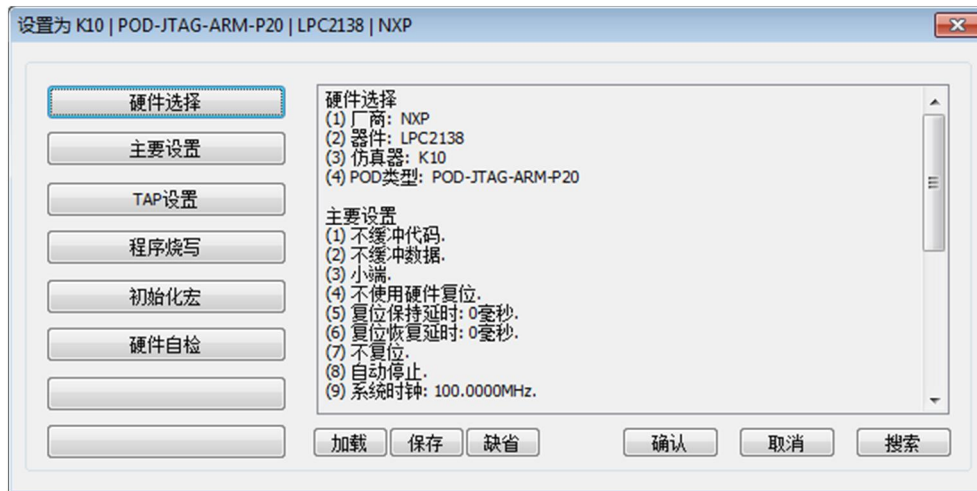 设置为 K10 | POD-JTAG-ARM-P20 | LPC2138 | NXP
硬件选择
主要设置
TAP设置
程序烧写
初始化宏
硬件自检
硬件选择
(1) 厂商: NXP
(2) 器件: LPC2138
(3) 仿真器: K10
(4) POD类型: POD-JTAG-ARM-P20
主要设置
(1) 不缓冲代码.
(2) 不缓冲数据.
(3) 小端.
(4) 不使用硬件复位.
(5) 复位保持延时: 0毫秒.
(6) 复位恢复延时: 0毫秒.
(7) 不复位.
(8) 自动停止.
(9) 系统时钟: 100.0000MHz.
加载 保存 缺省 确认 取消 搜索